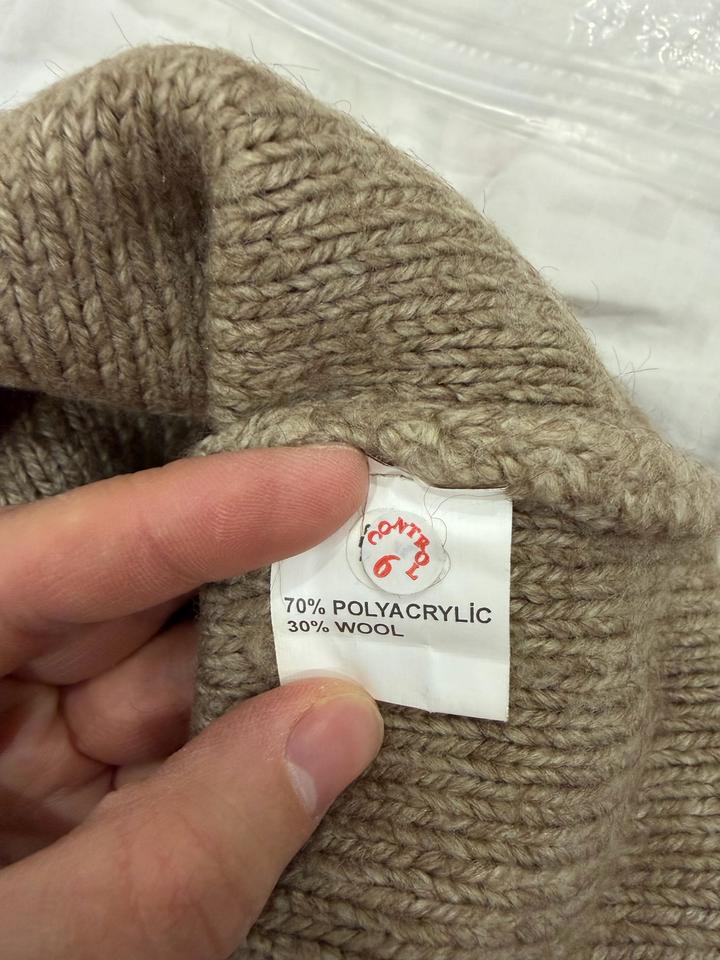 CONTROL
6
70% POLYACRYLİC
30% WOOL